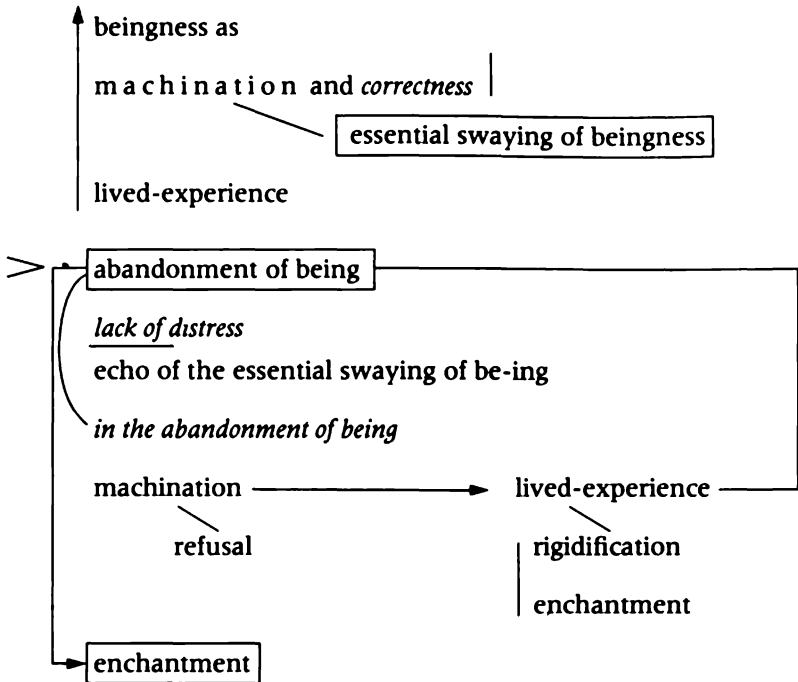 beingness as
machination and correctness
essential swaying of beingness
lived-experience
abandonment of being
lack of distress
echo of the essential swaying of be-ing
in the abandonment of being
machination lived-experience
refusal rigidification
enchantment
enchantment